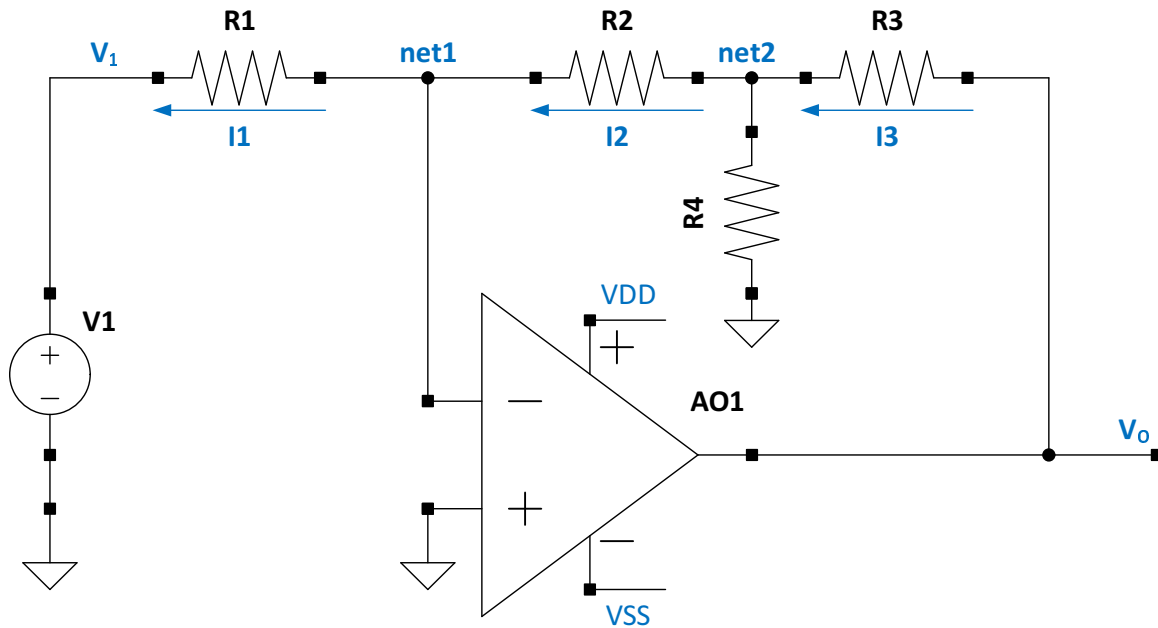 R1
R2
R3
V₁
net1
net2
I1
I2
I3
R4
VDD
V1
+
−
+
−
AO1
Vo
+
−
VSS